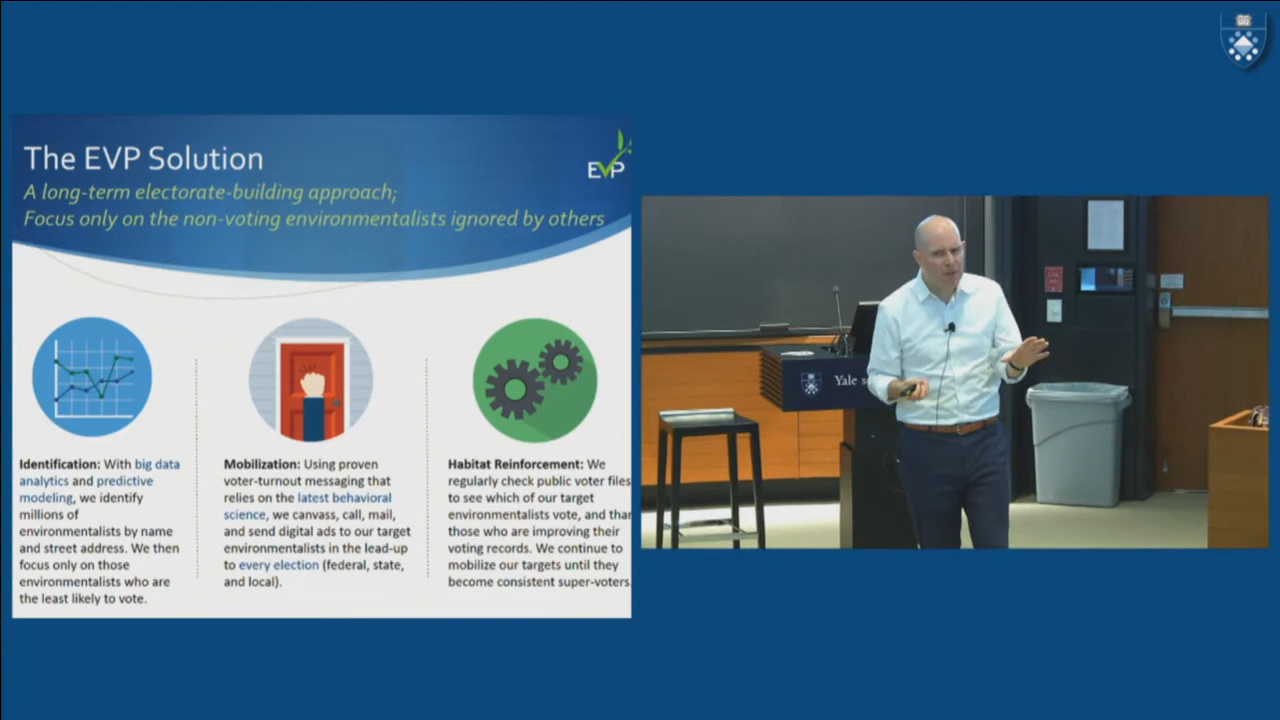 The EVP Solution
A long-term electorate-building approach;
Focus only on the non-voting environmentalists ignored by others
EVP
Identification: With big data
analytics and predictive
modeling, we identify
millions of
environmentalists by name
and street address. We then
focus only on those
environmentalists who are
the least likely to vote.
Mobilization: Using proven
voter-turnout messaging that
relies on the latest behavioral
science, we canvass, call, mail,
and send digital ads to our target
environmentalists in the lead-up
to every election (federal, state,
and local).
Habitat Reinforcement: We
regularly check public voter files
to see which of our target
environmentalists vote, and than
those who are improving their
voting records. We continue to
mobilize our targets until they
become consistent super-voters.
Yale